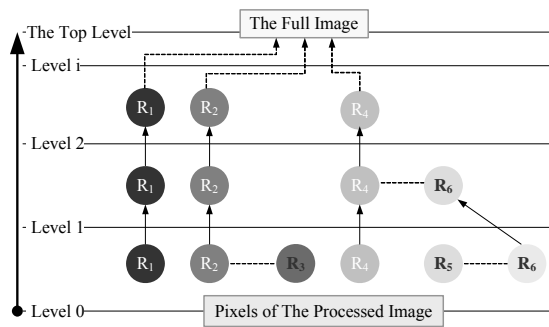 The Full Image
The Top Level
Level i
R1 R2 R4
Level 2
R1 R2 R4 R6
Level 1
R1 R2 R3 R4 R5 R6
Level 0
Pixels of The Processed Image